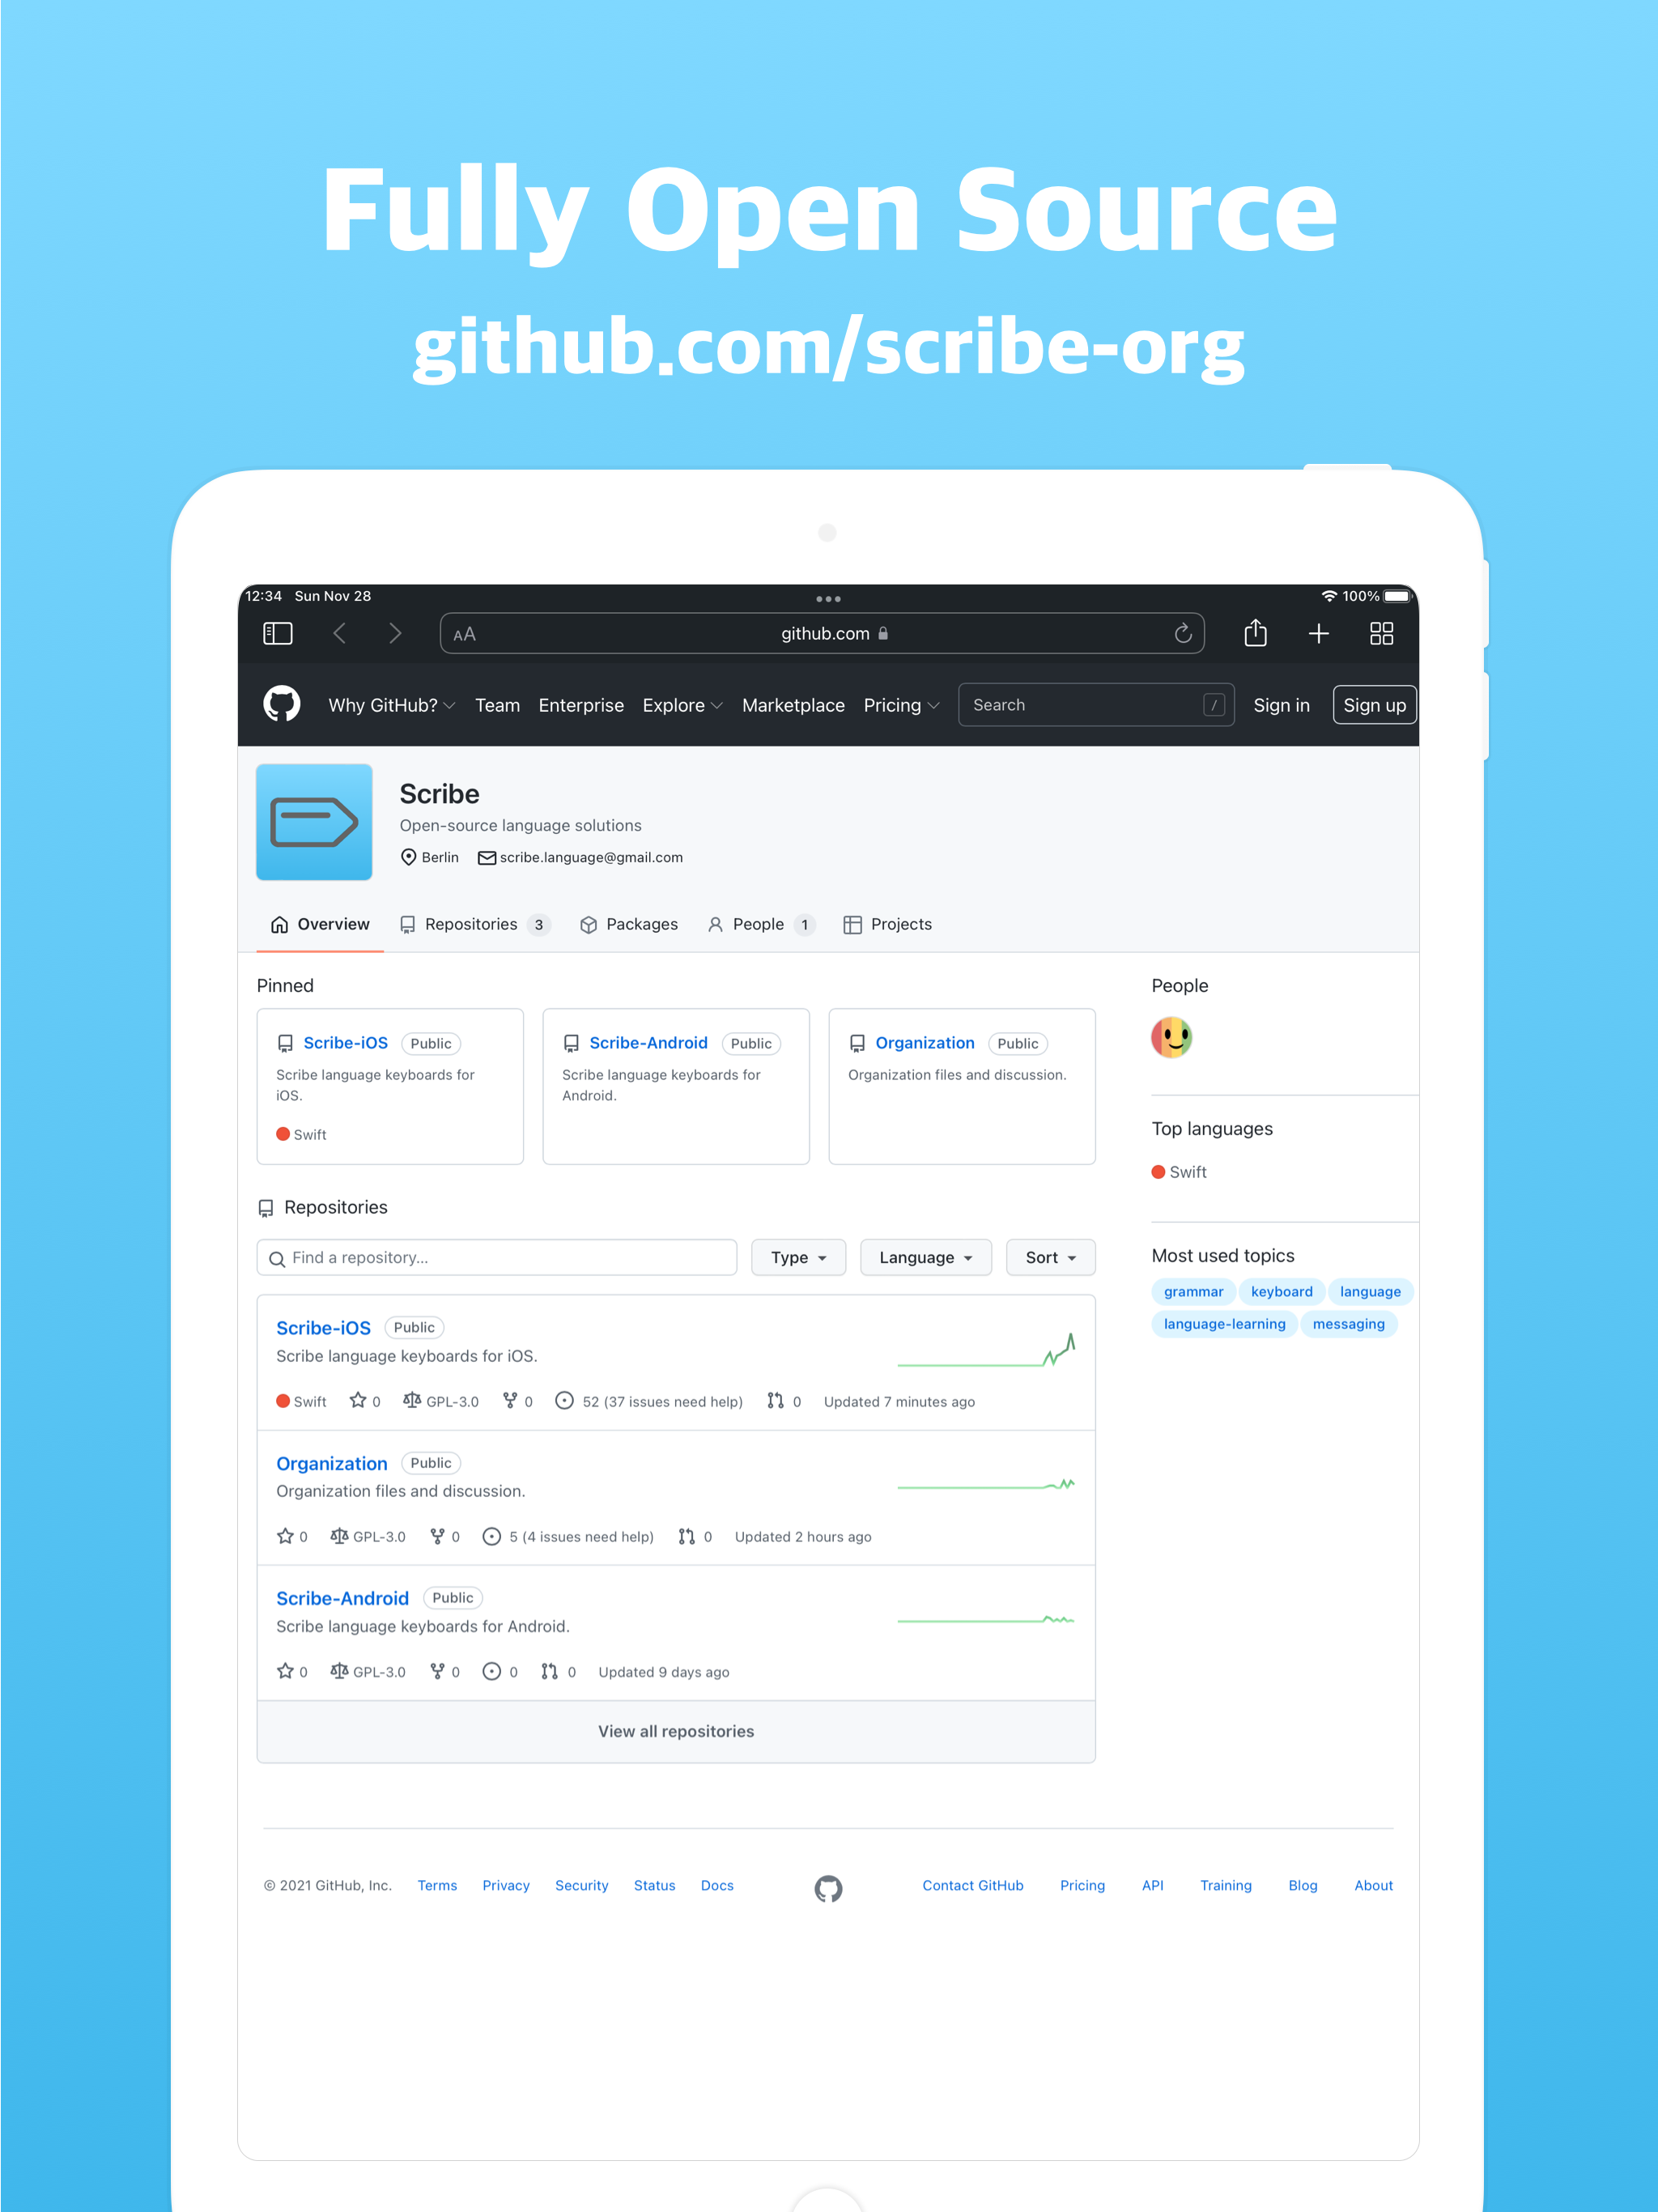 Fully Open Source
github.com/scribe-org
12:34 Sun Nov 28
100%
AA github.com
Why GitHub? Team Enterprise Explore Marketplace Pricing Search / Sign in Sign up
Scribe
Open-source language solutions
Berlin scribe.language@gmail.com
Overview Repositories 3 Packages People 1 Projects
Pinned
Scribe-iOS Public
Scribe language keyboards for
iOS.
Swift
Scribe-Android Public
Scribe language keyboards for
Android.
Organization Public
Organization files and discussion.
People
Top languages
Swift
Most used topics
grammar keyboard language
language-learning messaging
Repositories
Find a repository... Type Language Sort
Scribe-iOS Public
Scribe language keyboards for iOS.
Swift 0 GPL-3.0 0 52 (37 issues need help) 0 Updated 7 minutes ago
Organization Public
Organization files and discussion.
0 GPL-3.0 0 5 (4 issues need help) 0 Updated 2 hours ago
Scribe-Android Public
Scribe language keyboards for Android.
0 GPL-3.0 0 0 0 Updated 9 days ago
View all repositories
© 2021 GitHub, Inc. Terms Privacy Security Status Docs Contact GitHub Pricing API Training Blog About